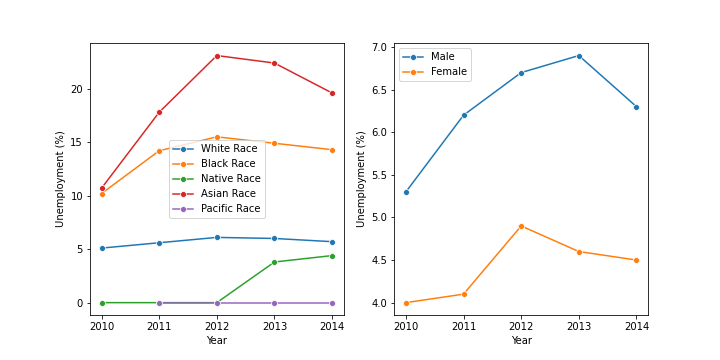 20
15
10
5
0
Unemployment (%)
2010 2011 2012 2013 2014
Year
White Race
Black Race
Native Race
Asian Race
Pacific Race
7.0
6.5
6.0
5.5
5.0
4.5
4.0
Unemployment (%)
2010 2011 2012 2013 2014
Year
Male
Female